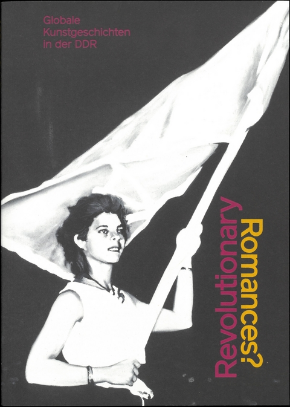 Globale
Kunstgeschichten
in der DDR
Revolutionary
Romances?